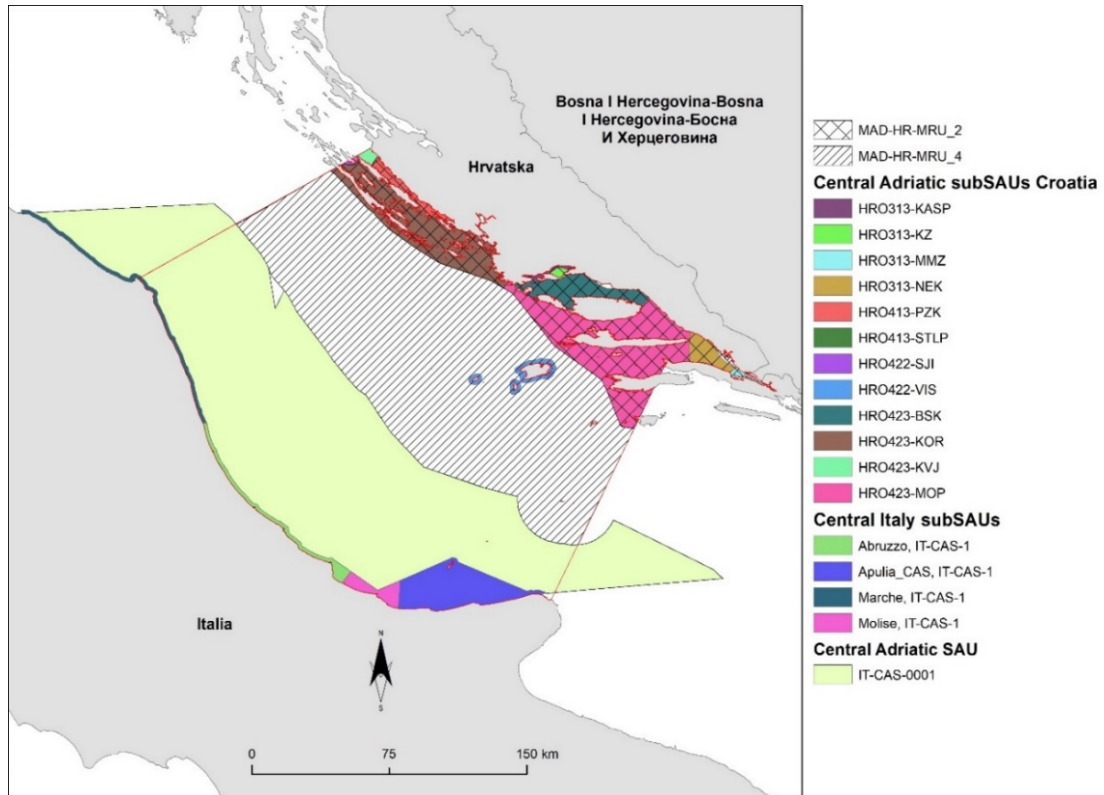 Bosna I Hercegovina-Bosna
I Hercegovina-Босна
И Херцеговина
Hrvatska
Italia
N
S
0 75 150 km
MAD-HR-MRU_2
MAD-HR-MRU_4
Central Adriatic subSAUs Croatia
HRO313-KASP
HRO313-KZ
HRO313-MMZ
HRO313-NEK
HRO413-PZK
HRO413-STLP
HRO422-SJI
HRO422-VIS
HRO423-BSK
HRO423-KOR
HRO423-KVJ
HRO423-MOP
Central Italy subSAUs
Abruzzo, IT-CAS-1
Apulia_CAS, IT-CAS-1
Marche, IT-CAS-1
Molise, IT-CAS-1
Central Adriatic SAU
IT-CAS-0001